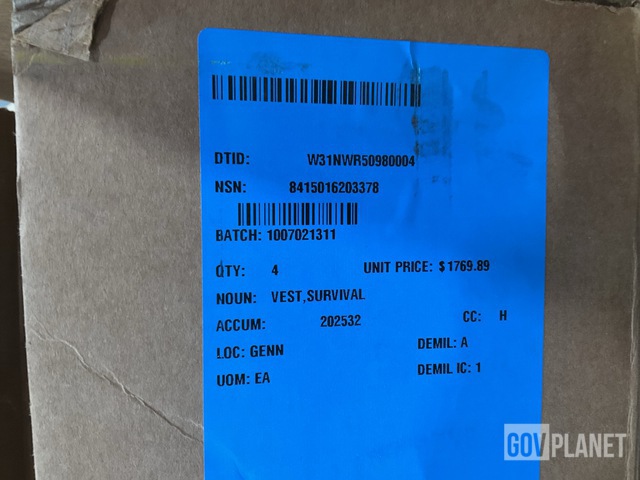 DTID: W31NWR50980004
NSN: 8415016203378
BATCH: 1007021311
QTY: 4 UNIT PRICE: $1769.89
NOUN: VEST,SURVIVAL
ACCUM: 202532 CC: H
LOC: GENN DEMIL: A
UOM: EA DEMIL IC: 1
GOVPLANET